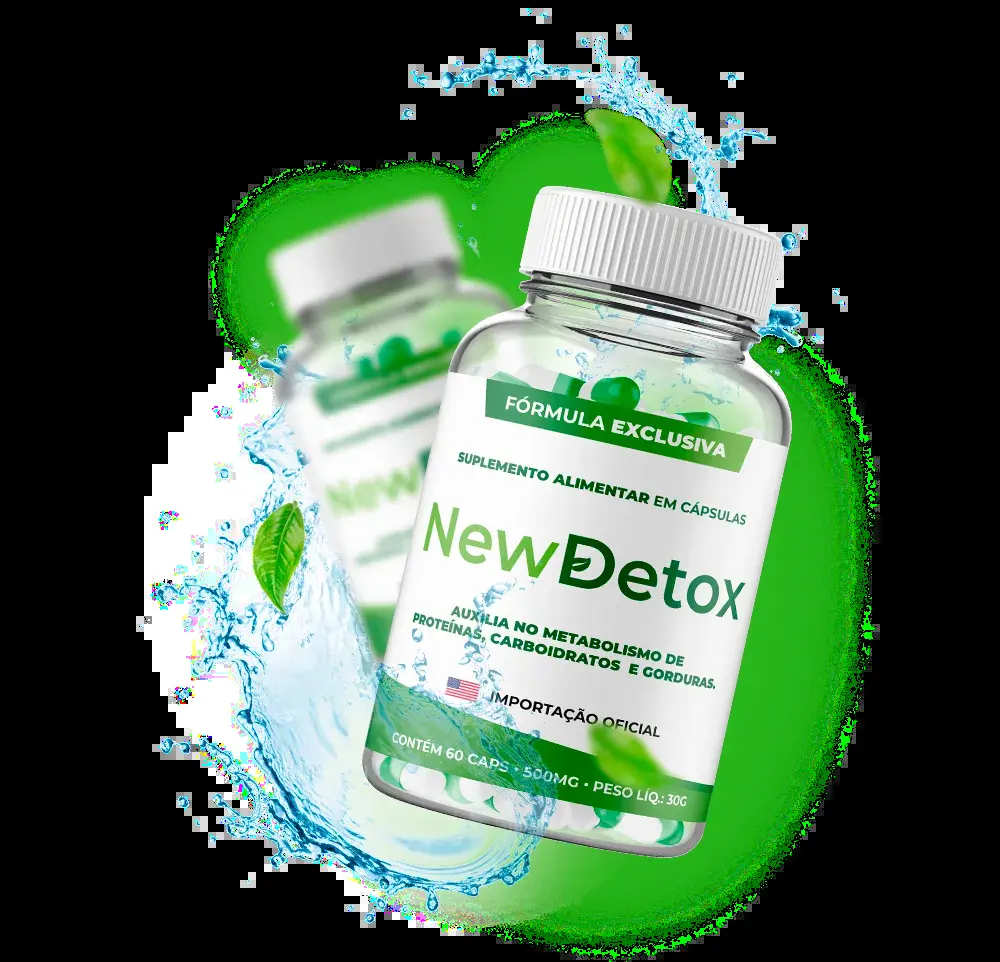 FÓRMULA EXCLUSIVA
SUPLEMENTO ALIMENTAR EM CÁPSULAS
NewDetox
AUXILIA NO METABOLISMO DE
PROTEÍNAS, CARBOIDRATOS E GORDURAS.
IMPORTAÇÃO OFICIAL
CONTÉM 60 CAPS • 500MG • PESO LÍQ.: 30G
New